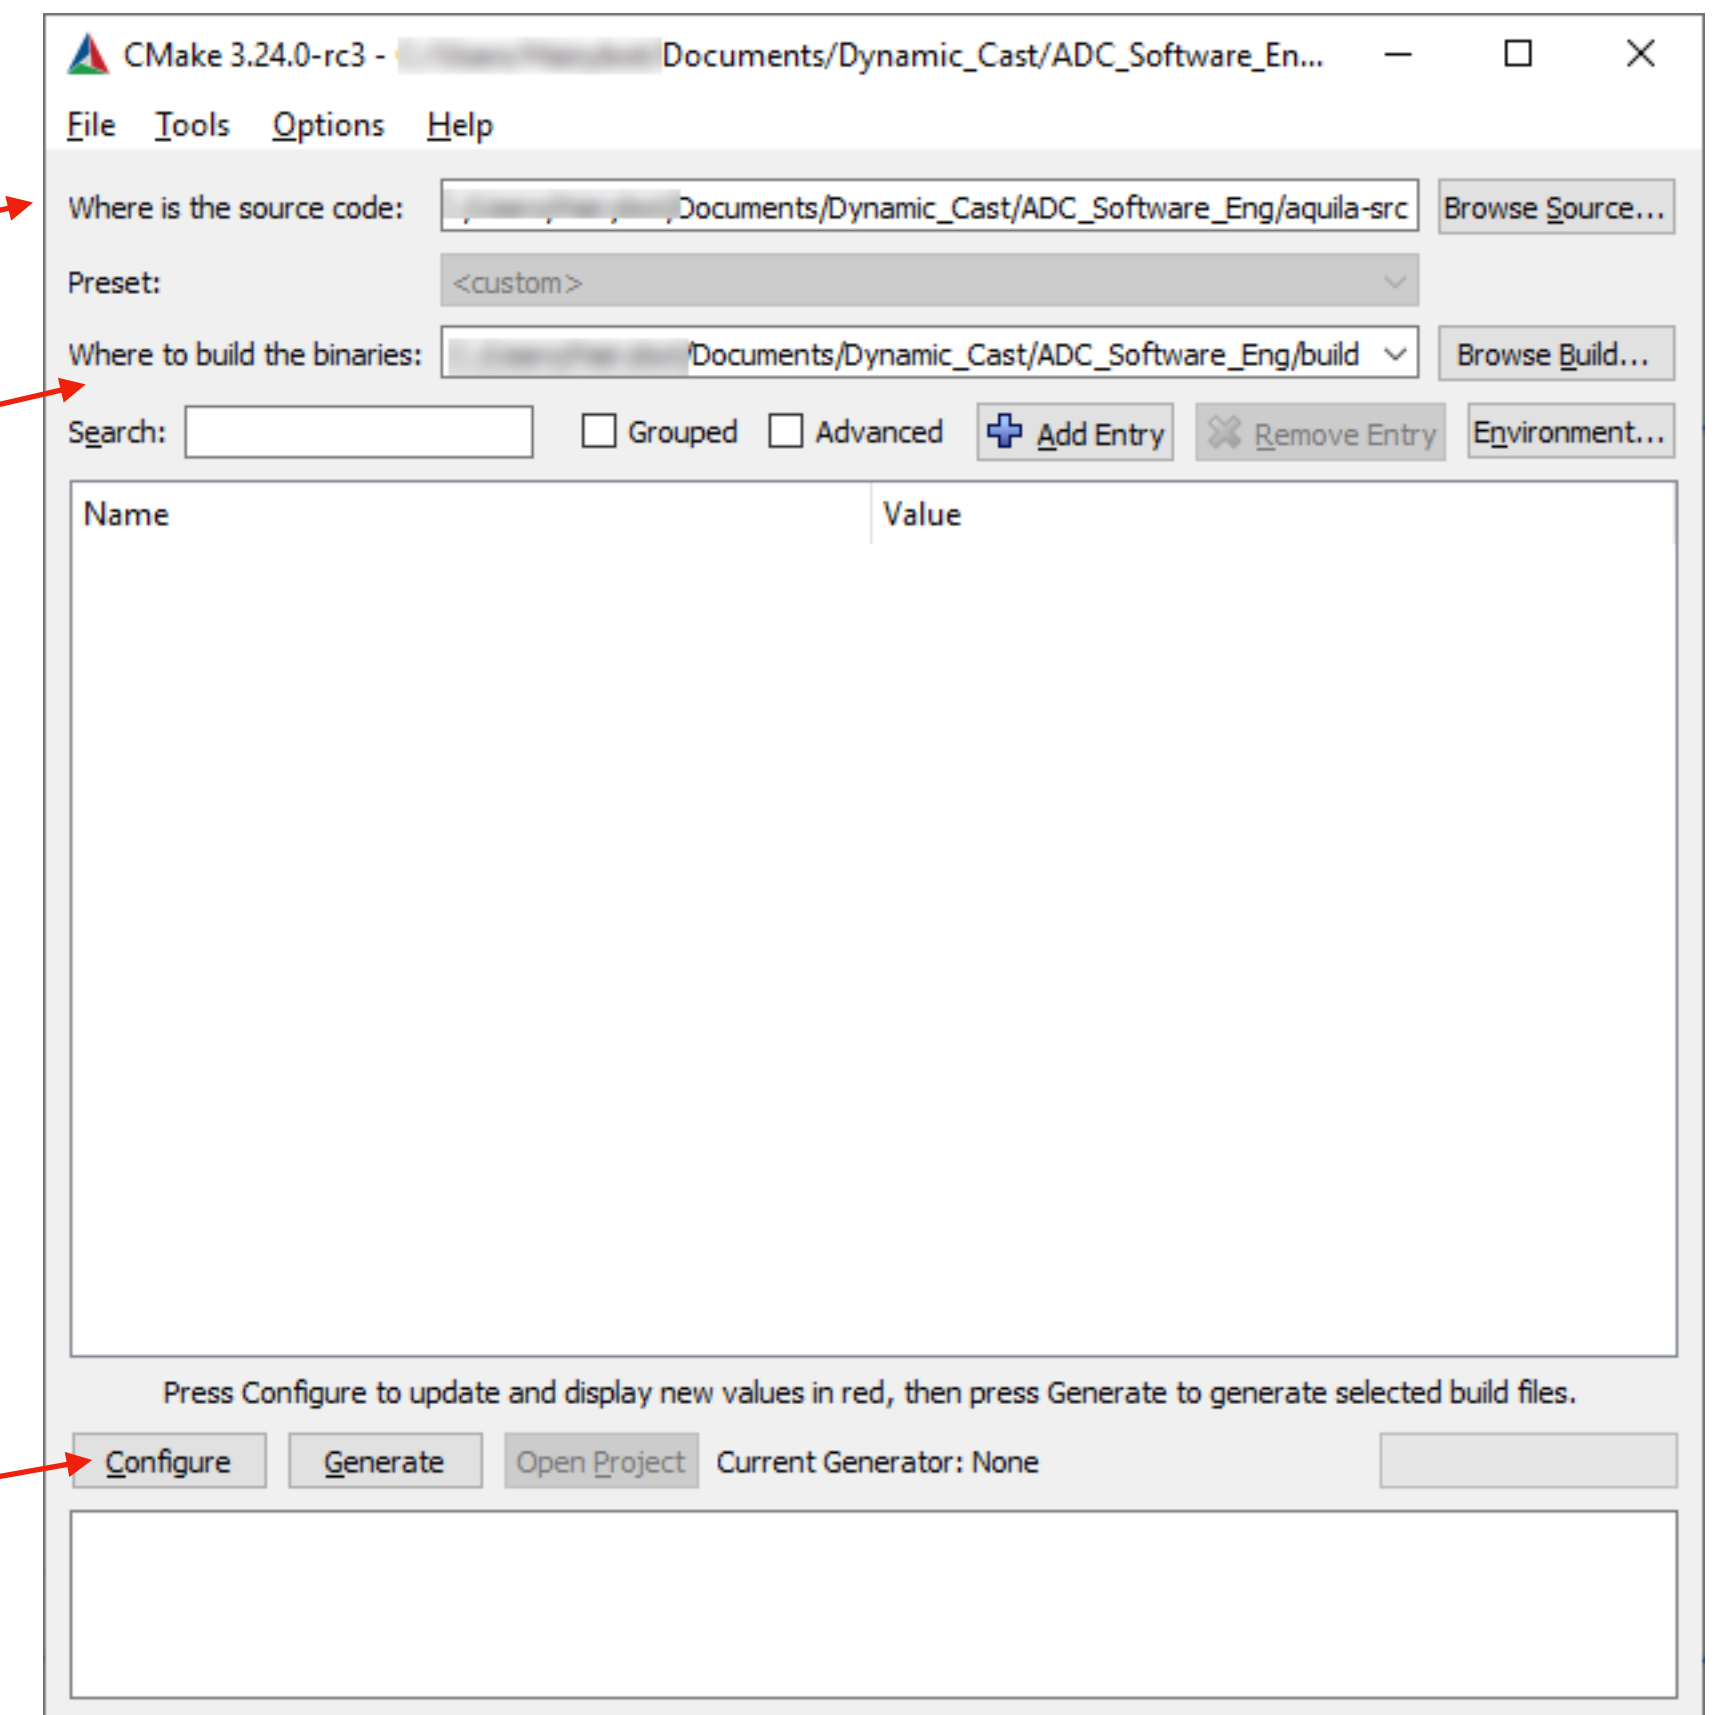 CMake 3.24.0-rc3 - Documents/Dynamic_Cast/ADC_Software_En...
File Tools Options Help
Where is the source code: Documents/Dynamic_Cast/ADC_Software_Eng/aquila-src Browse Source...
Preset: <custom>
Where to build the binaries: /Documents/Dynamic_Cast/ADC_Software_Eng/build Browse Build...
Search: Grouped Advanced Add Entry Remove Entry Environment...
Name Value
Press Configure to update and display new values in red, then press Generate to generate selected build files.
Configure Generate Open Project Current Generator: None